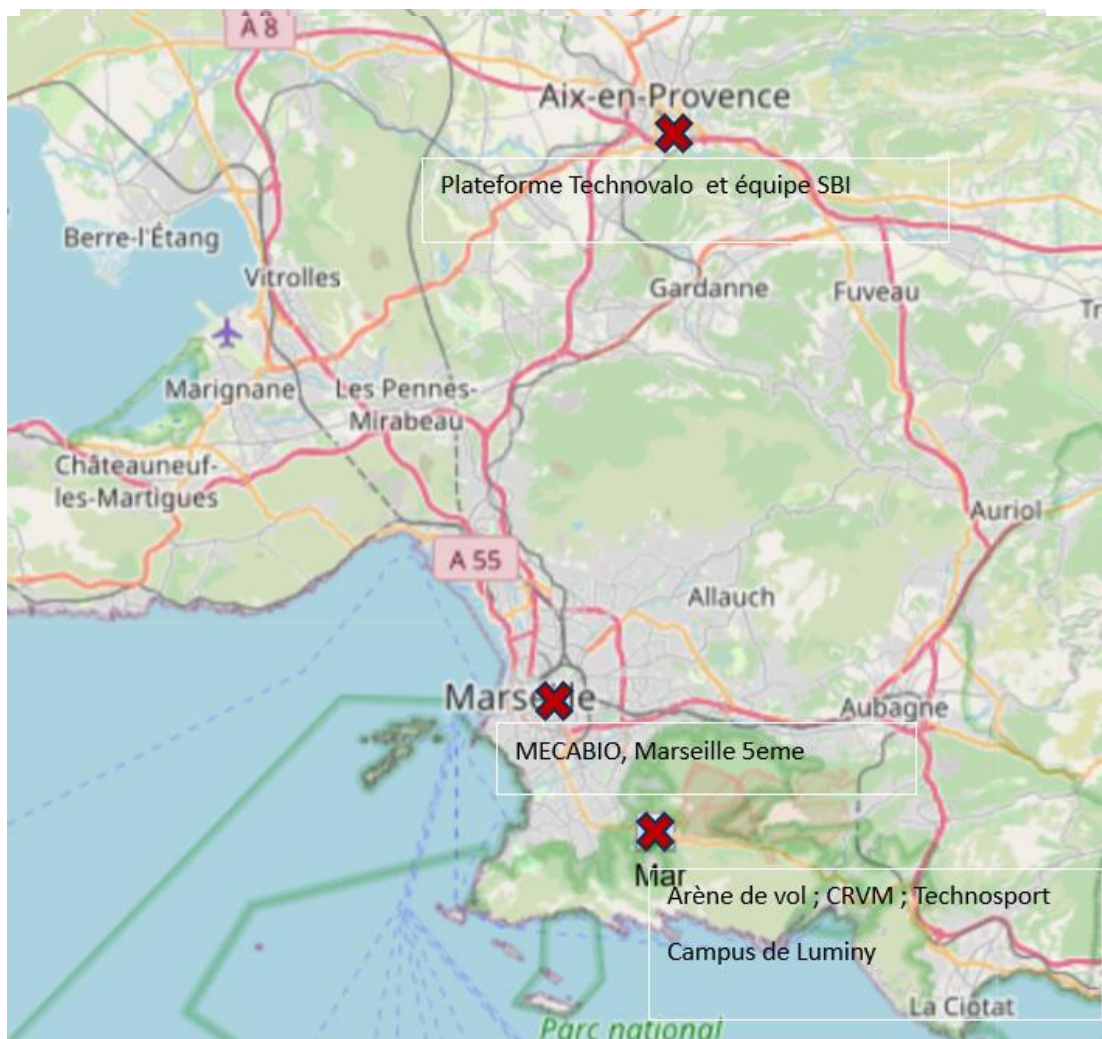 A 8
Aix-en-Provence
Plateforme Technovalo et équipe SBI
Berre-l'Étang
Vitrolles
Gardanne
Fuveau
Marignane
Les Pennes-
Mirabeau
Châteauneuf-
les-Martigues
Auriol
A 55
Allauch
Marseille
Aubagne
MECABIO, Marseille 5eme
Mar
Arène de vol ; CRVM ; Technosport
Campus de Luminy
La Ciotat
Parc national